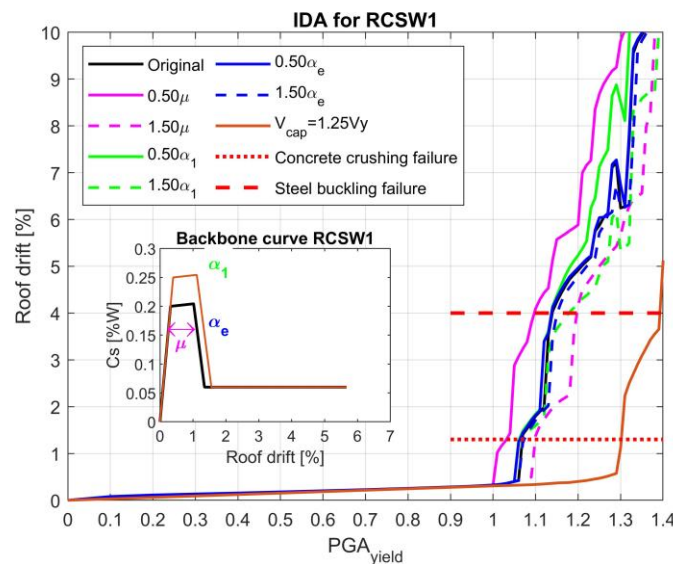 IDA for RCSW1
Roof drift [%]
10
9
8
7
6
5
4
3
2
1
0
Original
0.50μ
1.50μ
0.50α1
1.50α1
0.50αe
1.50αe
Vcap=1.25Vy
Concrete crushing failure
Steel buckling failure
Backbone curve RCSW1
Cs [%W]
0.3
0.25
0.2
0.15
0.1
0.05
0
α1
αe
μ
0 1 2 3 4 5 6 7
Roof drift [%]
0 0.1 0.2 0.3 0.4 0.5 0.6 0.7 0.8 0.9 1 1.1 1.2 1.3 1.4
PGAyield